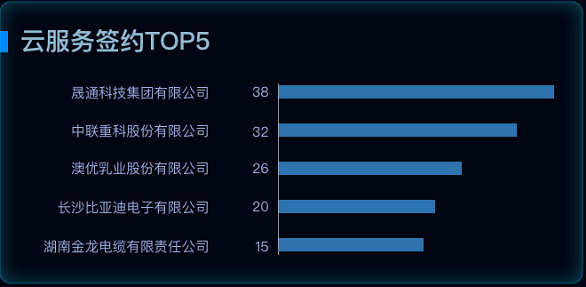 云服务签约TOP5
晟通科技集团有限公司 38
中联重科股份有限公司 32
澳优乳业股份有限公司 26
长沙比亚迪电子有限公司 20
湖南金龙电缆有限责任公司 15